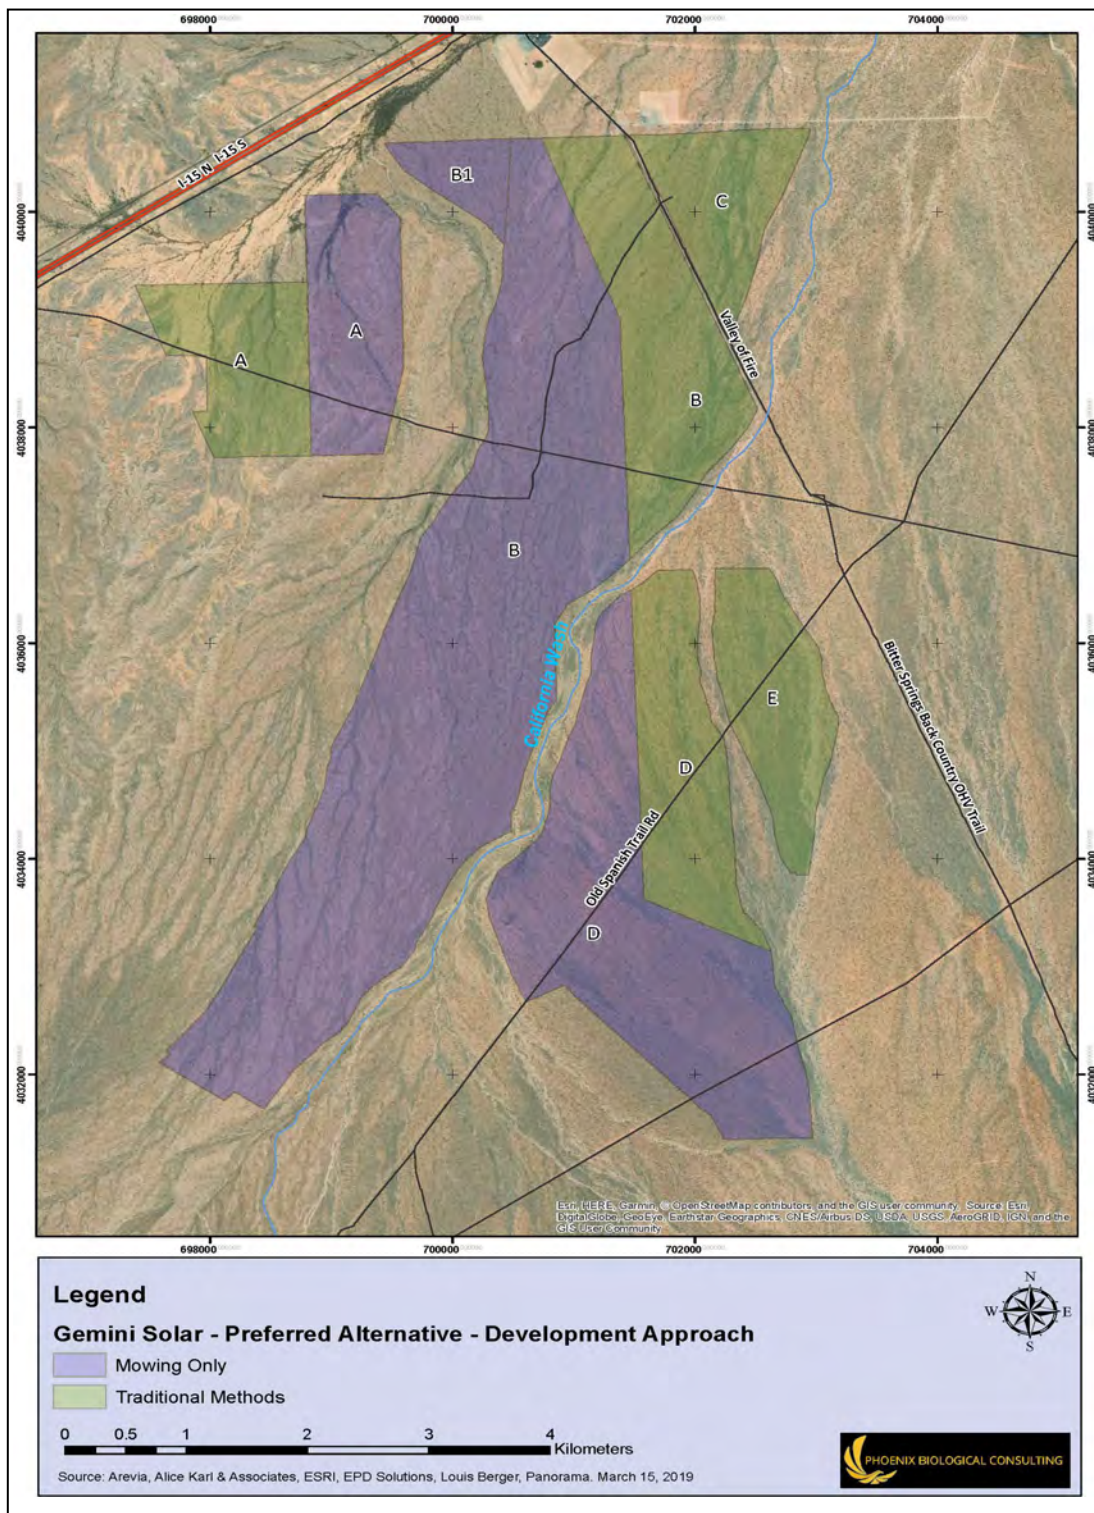 698000
700000
702000
704000
I-15 N I-15 S
B1
C
4040000
4040000
A
A
Valley of Fire
B
4038000
4038000
B
California Wash
4036000
4036000
E
Bitter Springs Back Country OHV Trail
D
Old Spanish Trail Rd
4034000
4034000
D
4032000
4032000
Esri, HERE, Garmin, © OpenStreetMap contributors, and the GIS user community, Source: Esri,
DigitalGlobe, GeoEye, Earthstar Geographics, CNES/Airbus DS, USDA, USGS, AeroGRID, IGN, and the
GIS User Community
698000
700000
702000
704000
Legend
Gemini Solar - Preferred Alternative - Development Approach
Mowing Only
Traditional Methods
0 0.5 1 2 3 4
Kilometers
N
W E
S
Source: Arevia, Alice Karl & Associates, ESRI, EPD Solutions, Louis Berger, Panorama. March 15, 2019
PHOENIX BIOLOGICAL CONSULTING